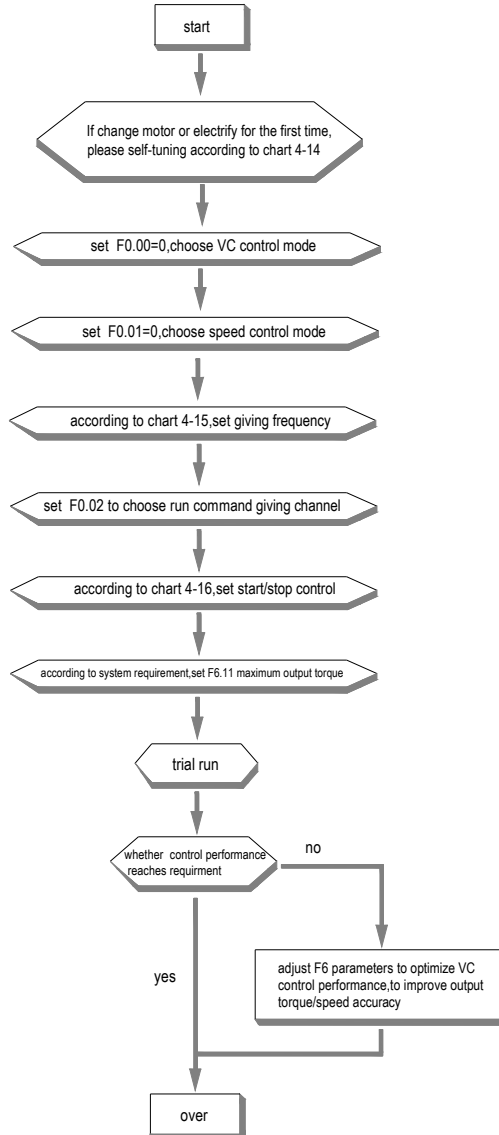 start
If change motor or electrify for the first time,
please self-tuning according to chart 4-14
set F0.00=0,choose VC control mode
set F0.01=0,choose speed control mode
according to chart 4-15,set giving frequency
set F0.02 to choose run command giving channel
according to chart 4-16,set start/stop control
according to system requirement,set F6.11 maximum output torque
trial run
whether control performance
reaches requirment
no
yes
adjust F6 parameters to optimize VC
control performance,to improve output
torque/speed accuracy
over